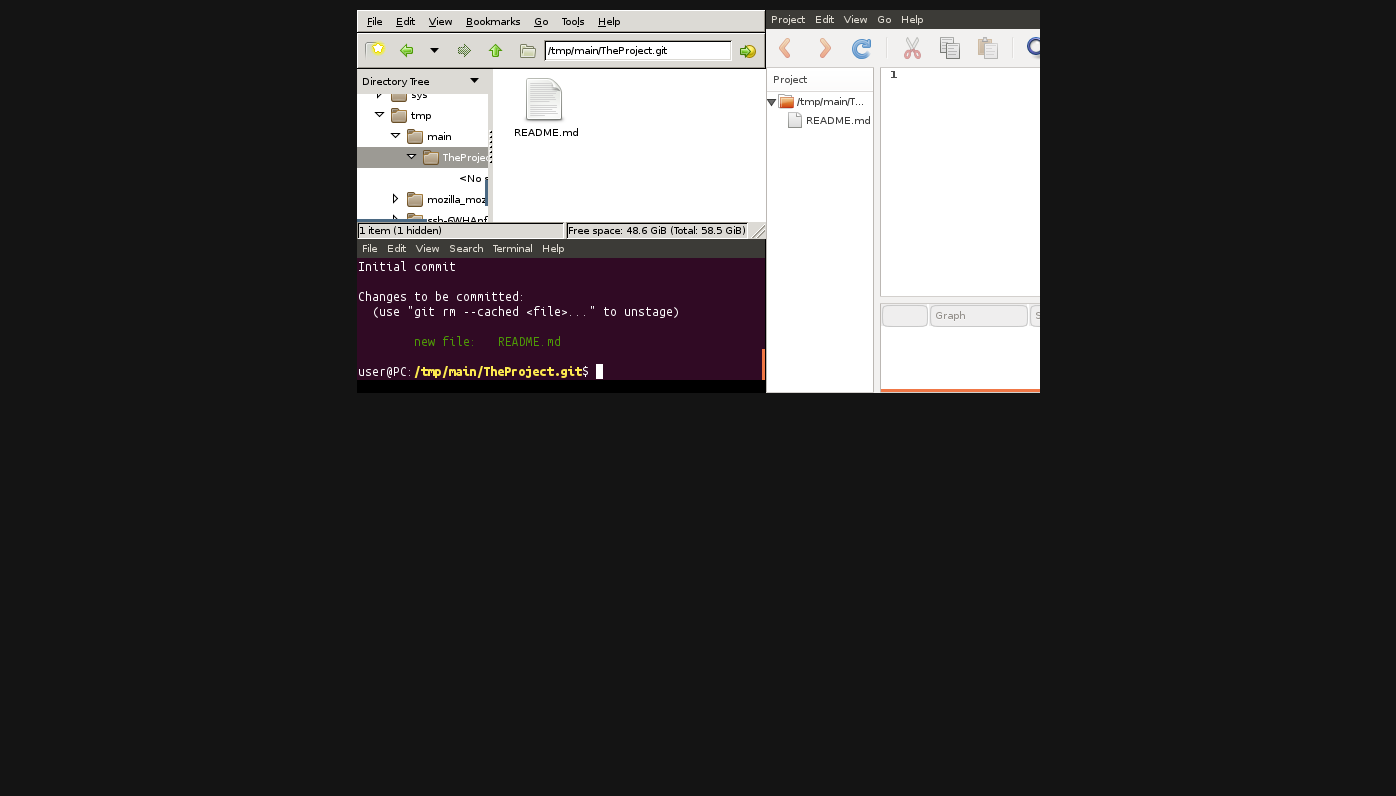 File Edit View Bookmarks Go Tools Help
/tmp/main/TheProject.git
Directory Tree
sys
tmp
main
TheProjec
<No s
mozilla_moz
README.md
1 item (1 hidden)
Free space: 48.6 GiB (Total: 58.5 GiB)
File Edit View Search Terminal Help
Initial commit
Changes to be committed:
(use "git rm --cached <file>..." to unstage)
new file: README.md
user@PC:/tmp/main/TheProject.git$
Project Edit View Go Help
Project
/tmp/main/T...
README.md
1
Graph